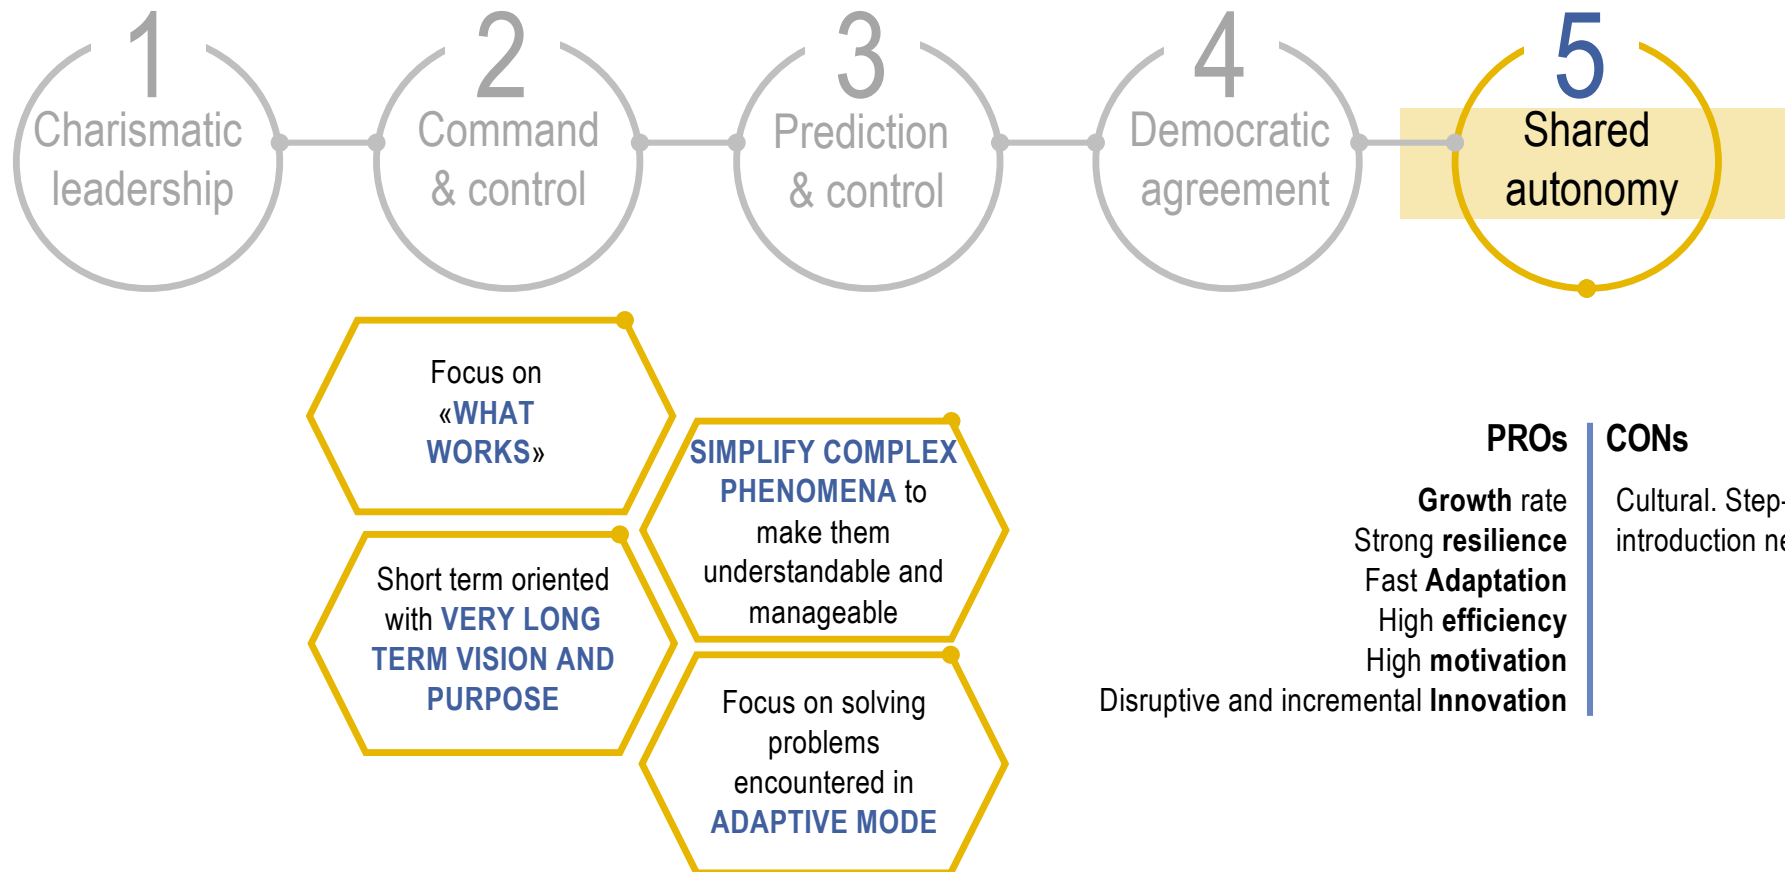 1
Charismatic
leadership
2
Command
& control
3
Prediction
& control
4
Democratic
agreement
5
Shared
autonomy
Focus on
«WHAT
WORKS»
SIMPLIFY COMPLEX
PHENOMENA to
make them
understandable and
manageable
Short term oriented
with VERY LONG
TERM VISION AND
PURPOSE
Focus on solving
problems
encountered in
ADAPTIVE MODE
PROs
Growth rate
Strong resilience
Fast Adaptation
High efficiency
High motivation
Disruptive and incremental Innovation
CONs
Cultural. Step-
introduction